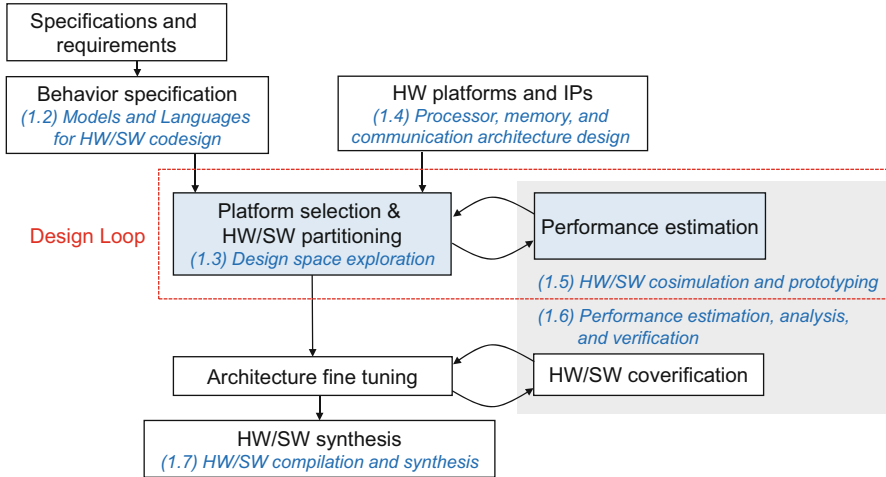 Specifications and
requirements
Behavior specification
(1.2) Models and Languages
for HW/SW codesign
HW platforms and IPs
(1.4) Processor, memory, and
communication architecture design
Design Loop
Platform selection &
HW/SW partitioning
(1.3) Design space exploration
Performance estimation
(1.5) HW/SW cosimulation and prototyping
(1.6) Performance estimation, analysis,
and verification
Architecture fine tuning
HW/SW coverification
HW/SW synthesis
(1.7) HW/SW compilation and synthesis